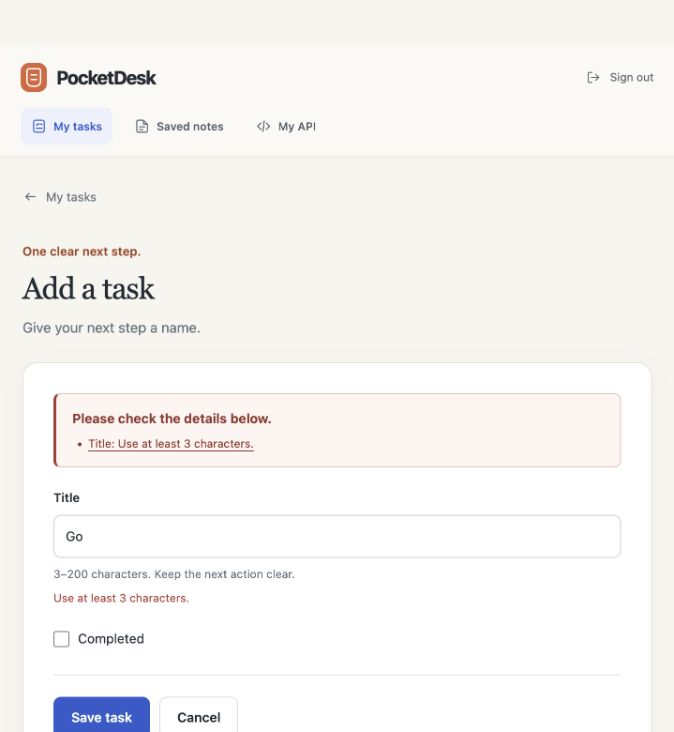 PocketDesk
Sign out
My tasks
Saved notes
My API
My tasks
One clear next step.
Add a task
Give your next step a name.
Please check the details below.
• Title: Use at least 3 characters.
Title
Go
3–200 characters. Keep the next action clear.
Use at least 3 characters.
Completed
Save task
Cancel